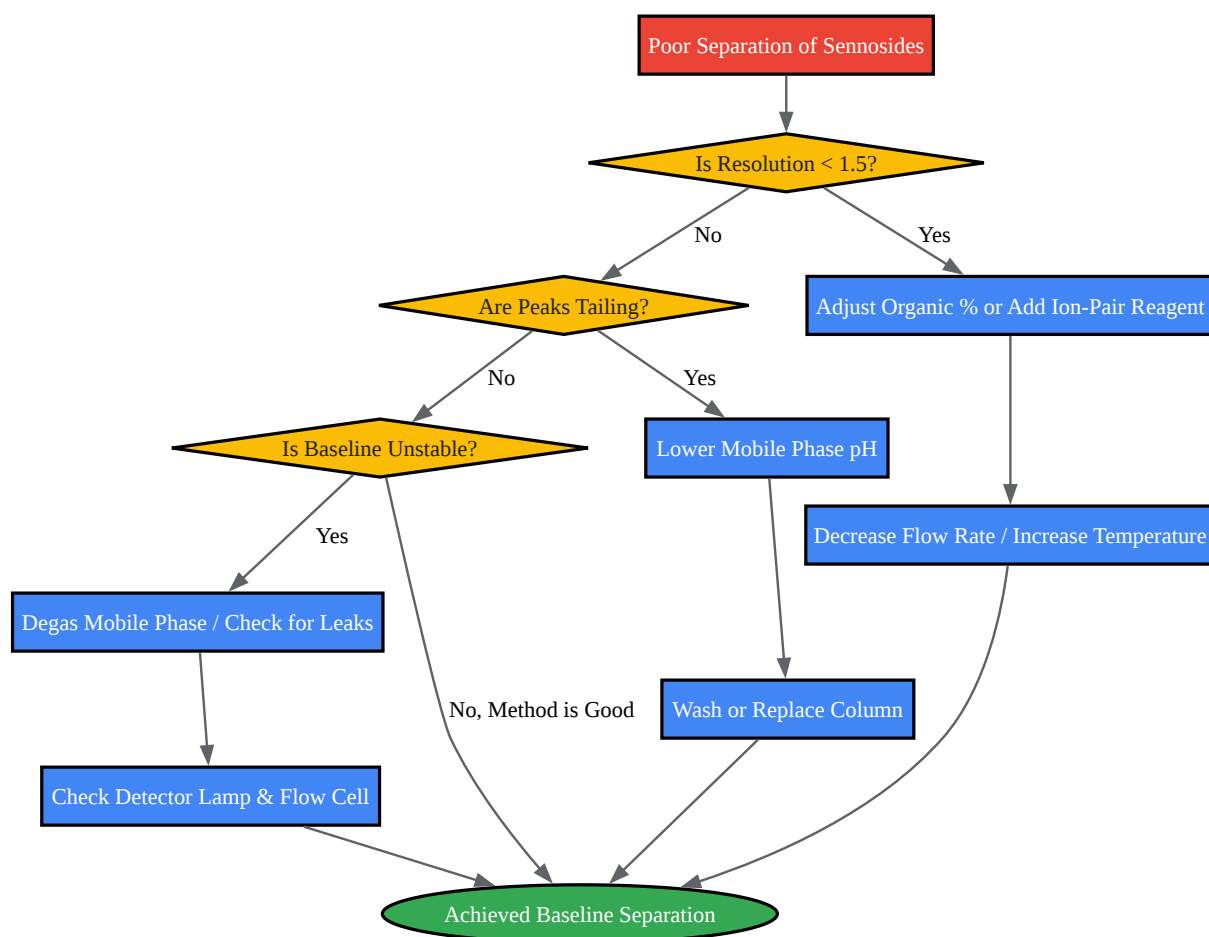 Poor Separation of Sennosides
Is Resolution < 1.5?
No
Yes
Are Peaks Tailing?
Adjust Organic % or Add Ion-Pair Reagent
No
Yes
Is Baseline Unstable?
Lower Mobile Phase pH
Yes
Decrease Flow Rate / Increase Temperature
Degas Mobile Phase / Check for Leaks
No, Method is Good
Wash or Replace Column
Check Detector Lamp & Flow Cell
Achieved Baseline Separation